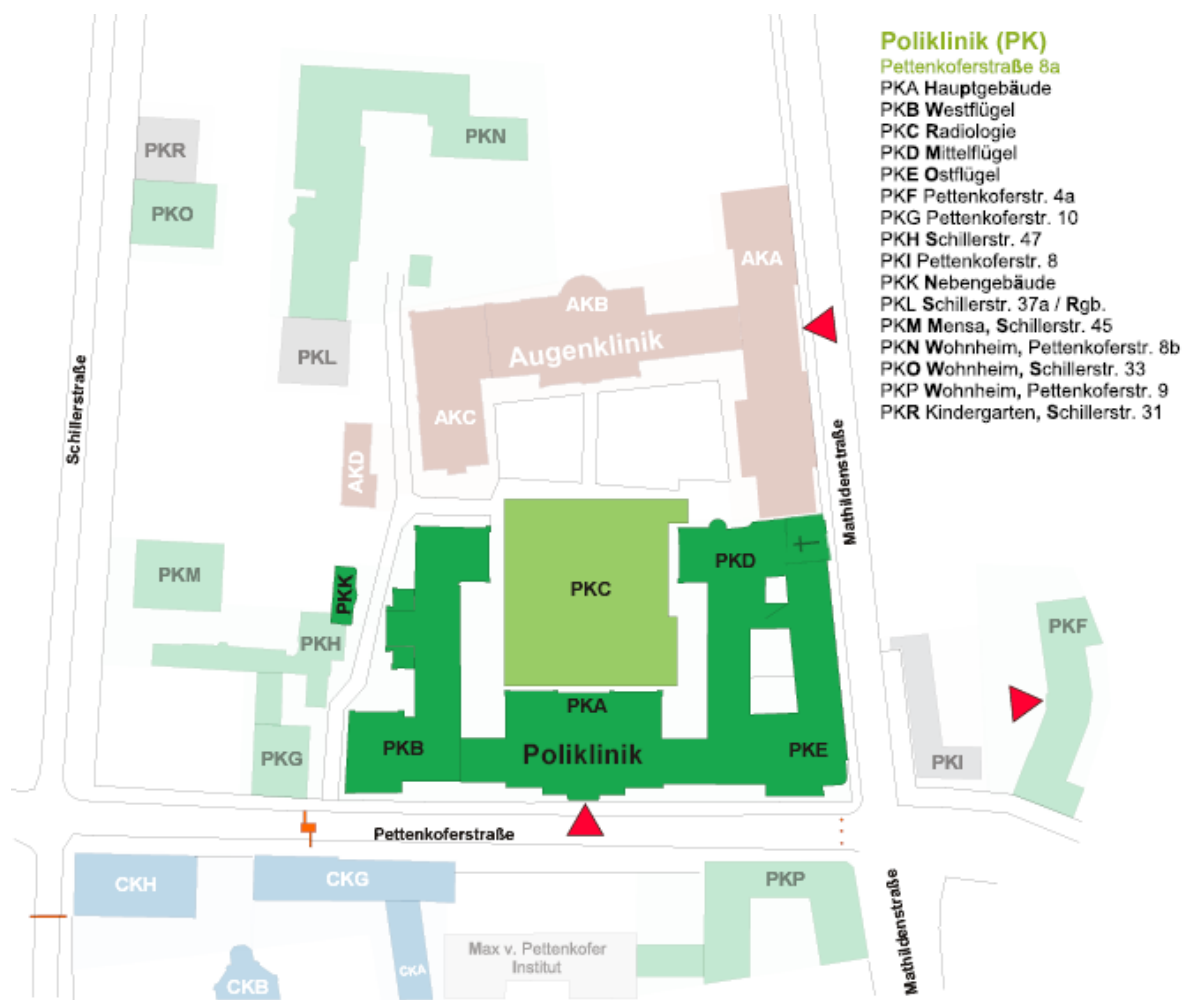 Poliklinik (PK)
Pettenkoferstraße 8a
PKA Hauptgebäude
PKB Westflügel
PKC Radiologie
PKD Mittelflügel
PKE Ostflügel
PKF Pettenkoferstr. 4a
PKG Pettenkoferstr. 10
PKH Schillerstr. 47
PKI Pettenkoferstr. 8
PKK Nebengebäude
PKL Schillerstr. 37a / Rgb.
PKM Mensa, Schillerstr. 45
PKN Wohnheim, Pettenkoferstr. 8b
PKO Wohnheim, Schillerstr. 33
PKP Wohnheim, Pettenkoferstr. 9
PKR Kindergarten, Schillerstr. 31
PKN
PKR
PKO
AKA
AKB
Augenklinik
PKL
Schillerstraße
AKC
AKD
Mathildenstraße
PKD
PKM
PKK
PKC
PKH
PKF
PKA
PKB
Poliklinik
PKE
PKG
PKI
Pettenkoferstraße
CKH
CKG
PKP
Mathildenstraße
Max v. Pettenkofer
Institut
CKA
CKB